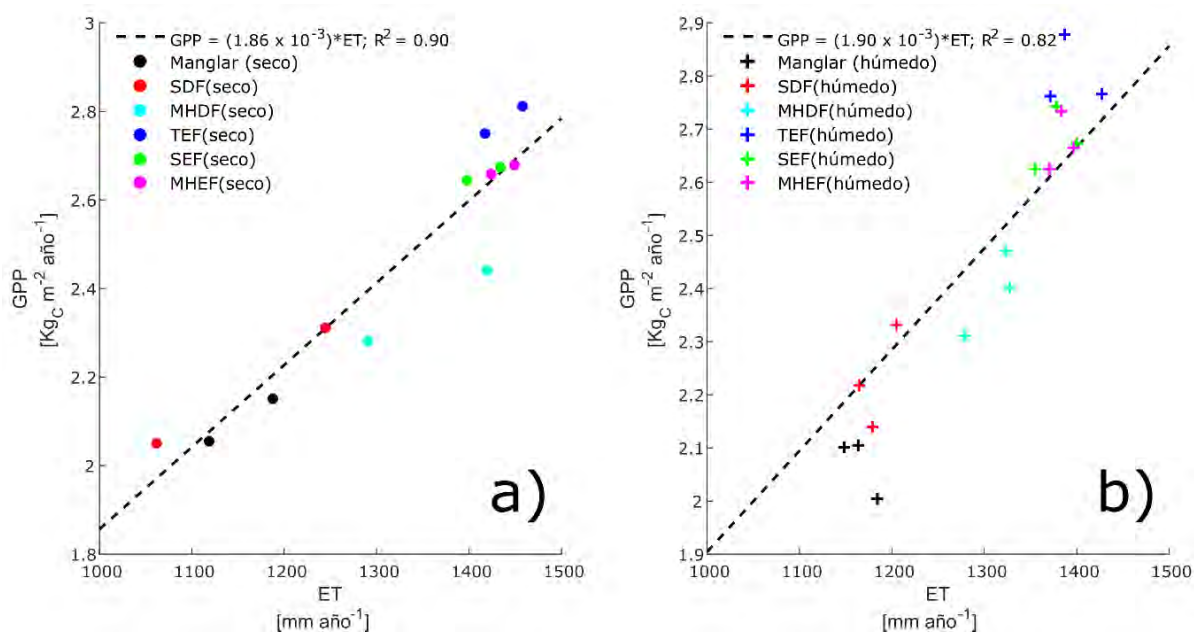 3
2.8
2.6
2.4
2.2
2
1.8
GPP
[Kg_C m⁻² año⁻¹]
GPP = (1.86 x 10⁻³)*ET; R² = 0.90
Manglar (seco)
SDF(seco)
MHDF(seco)
TEF(seco)
SEF(seco)
MHEF(seco)
a)
1000 1100 1200 1300 1400 1500
ET
[mm año⁻¹]
2.9
2.8
2.7
2.6
2.5
2.4
2.3
2.2
2.1
2
1.9
GPP
[Kg_C m⁻² año⁻¹]
GPP = (1.90 x 10⁻³)*ET; R² = 0.82
Manglar (húmedo)
SDF(húmedo)
MHDF(húmedo)
TEF(húmedo)
SEF(húmedo)
MHEF(húmedo)
b)
1000 1100 1200 1300 1400 1500
ET
[mm año⁻¹]